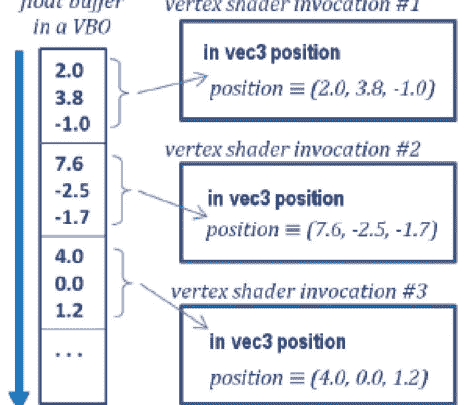 float buffer
in a VBO
2.0
3.8
-1.0
7.6
-2.5
-1.7
4.0
0.0
1.2
...
vertex shader invocation #1
in vec3 position
position ≡ (2.0, 3.8, -1.0)
vertex shader invocation #2
in vec3 position
position ≡ (7.6, -2.5, -1.7)
vertex shader invocation #3
in vec3 position
position ≡ (4.0, 0.0, 1.2)